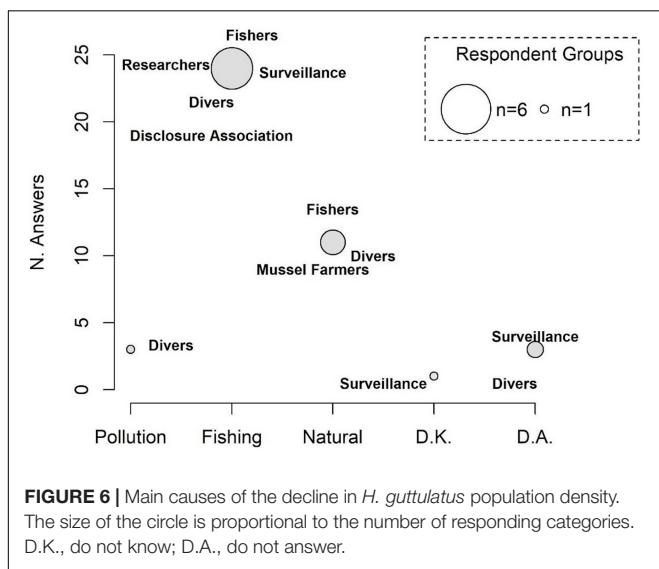 Respondent Groups
n=6 n=1
Fishers
Researchers
Surveillance
Divers
Disclosure Association
Fishers
Divers
Mussel Farmers
Divers
Surveillance
Surveillance
Divers
N. Answers
25
20
15
10
5
0
Pollution Fishing Natural D.K. D.A.
FIGURE 6 | Main causes of the decline in H. guttulatus population density.
The size of the circle is proportional to the number of responding categories.
D.K., do not know; D.A., do not answer.